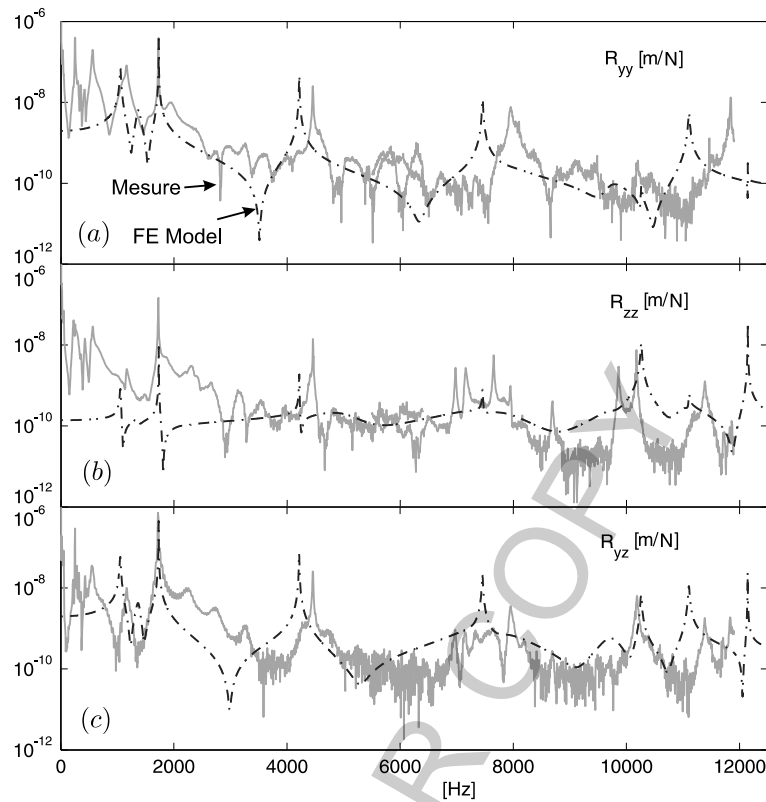 10^-6
R_yy [m/N]
10^-8
10^-10
Mesure
FE Model
(a)
10^-12
10^-6
R_zz [m/N]
10^-8
10^-10
(b)
10^-12
10^-6
R_yz [m/N]
10^-8
10^-10
(c)
10^-12
0 2000 4000 6000 8000 10000 12000
[Hz]
R COPY